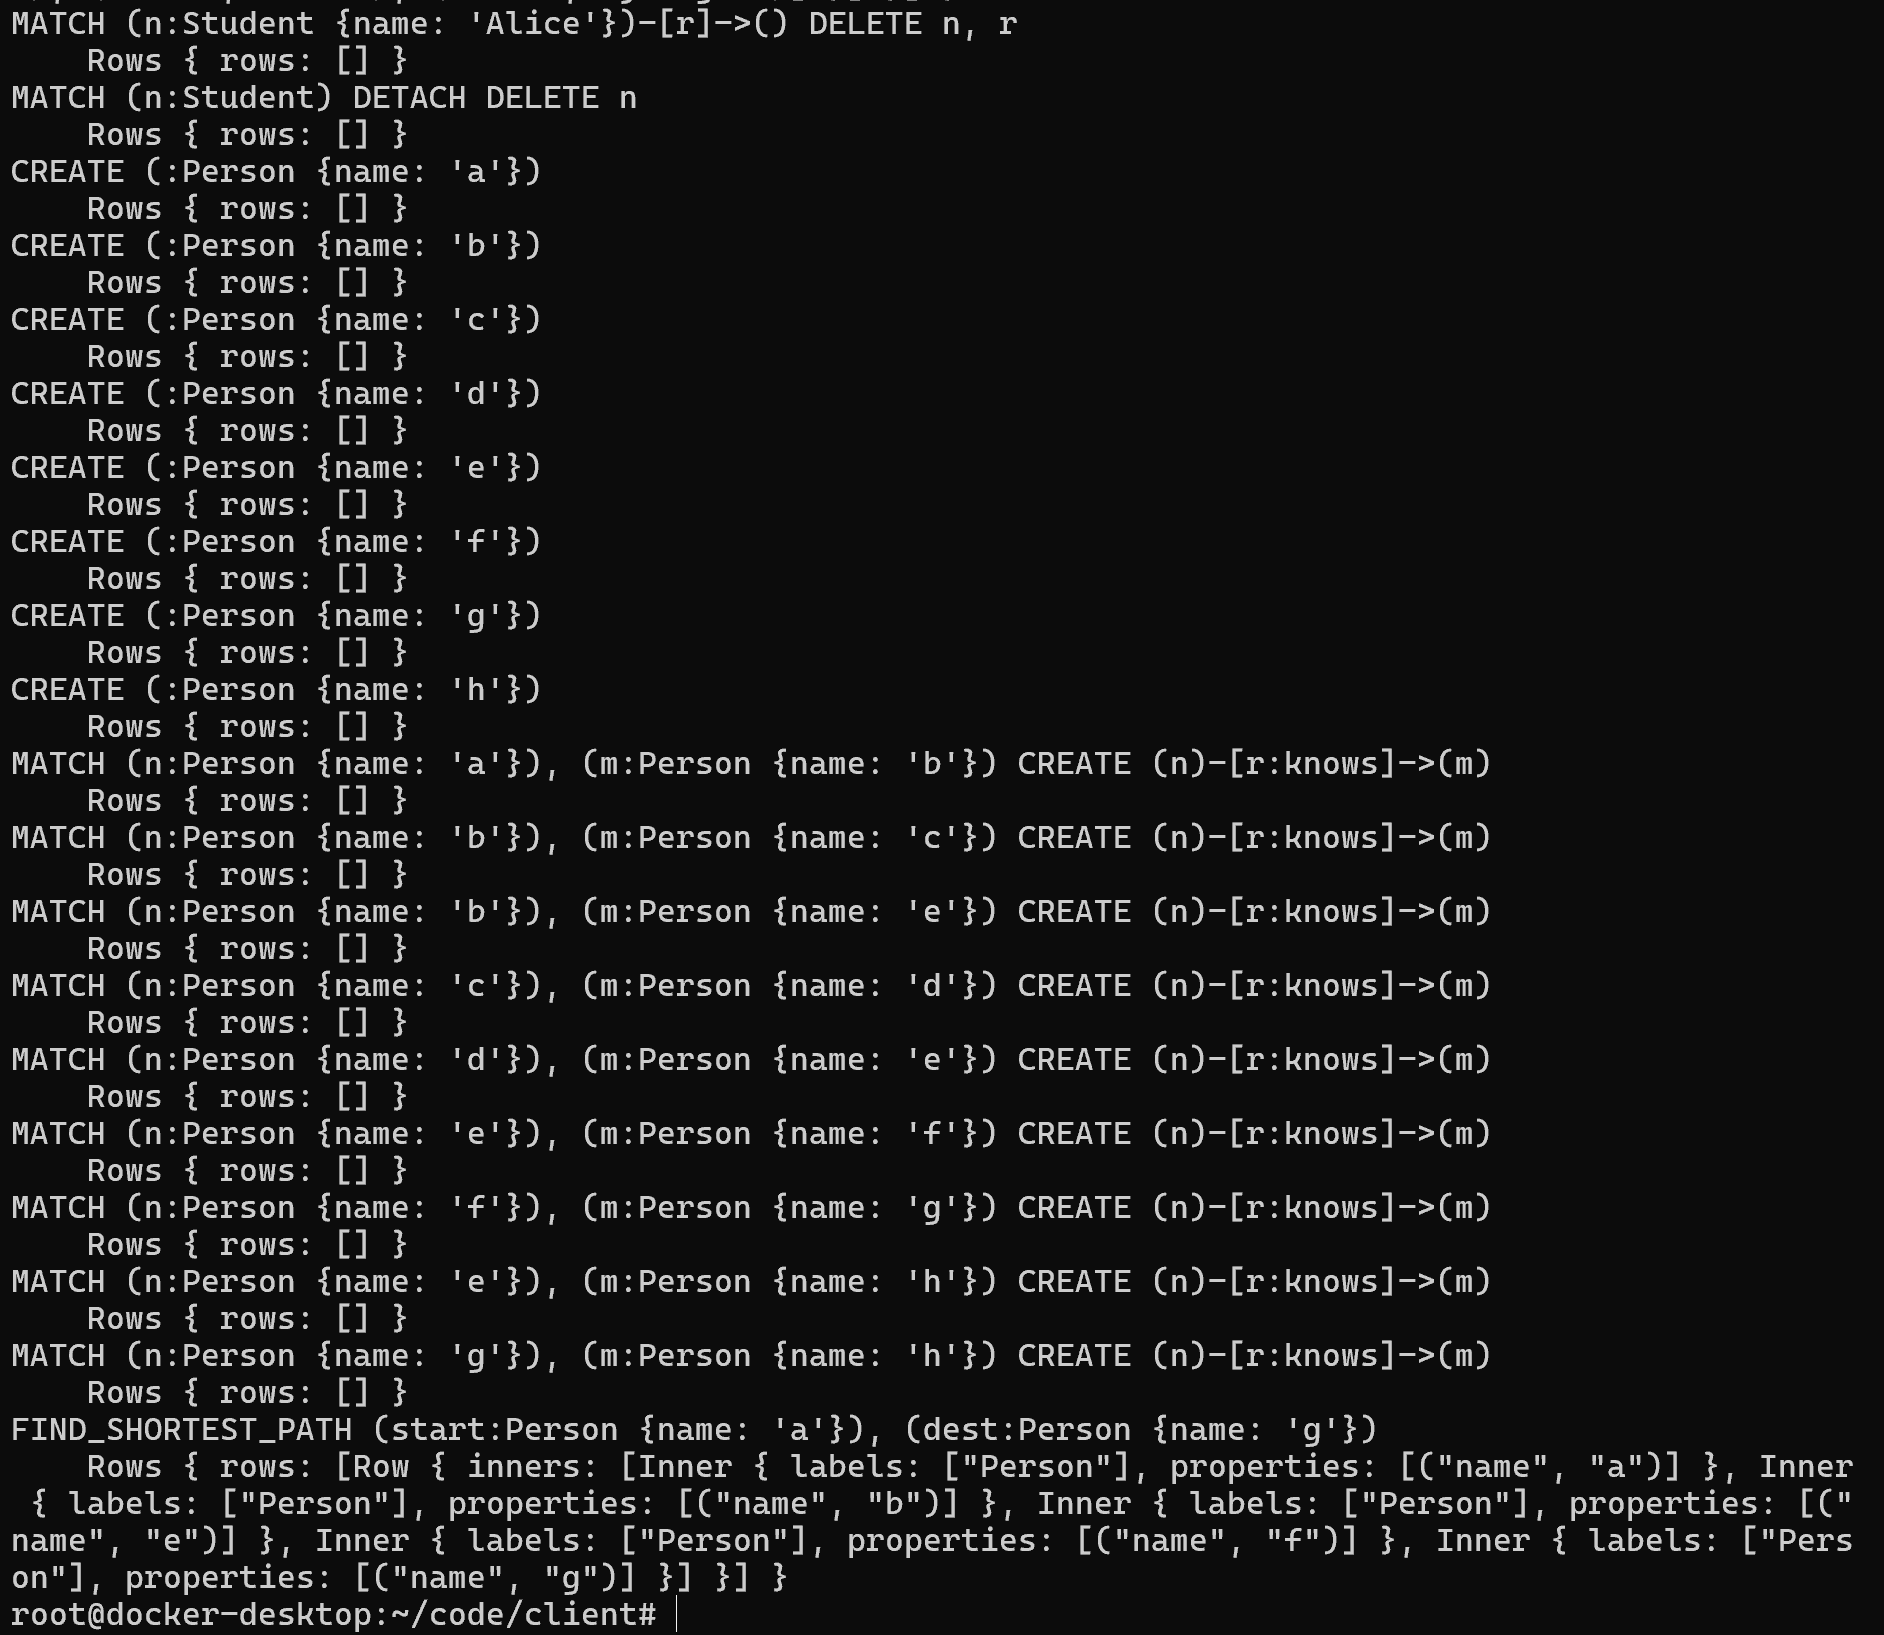 MATCH (n:Student {name: 'Alice'})-[r]->() DELETE n, r
    Rows { rows: [] }
MATCH (n:Student) DETACH DELETE n
    Rows { rows: [] }
CREATE (:Person {name: 'a'})
    Rows { rows: [] }
CREATE (:Person {name: 'b'})
    Rows { rows: [] }
CREATE (:Person {name: 'c'})
    Rows { rows: [] }
CREATE (:Person {name: 'd'})
    Rows { rows: [] }
CREATE (:Person {name: 'e'})
    Rows { rows: [] }
CREATE (:Person {name: 'f'})
    Rows { rows: [] }
CREATE (:Person {name: 'g'})
    Rows { rows: [] }
CREATE (:Person {name: 'h'})
    Rows { rows: [] }
MATCH (n:Person {name: 'a'}), (m:Person {name: 'b'}) CREATE (n)-[r:knows]->(m)
    Rows { rows: [] }
MATCH (n:Person {name: 'b'}), (m:Person {name: 'c'}) CREATE (n)-[r:knows]->(m)
    Rows { rows: [] }
MATCH (n:Person {name: 'b'}), (m:Person {name: 'e'}) CREATE (n)-[r:knows]->(m)
    Rows { rows: [] }
MATCH (n:Person {name: 'c'}), (m:Person {name: 'd'}) CREATE (n)-[r:knows]->(m)
    Rows { rows: [] }
MATCH (n:Person {name: 'd'}), (m:Person {name: 'e'}) CREATE (n)-[r:knows]->(m)
    Rows { rows: [] }
MATCH (n:Person {name: 'e'}), (m:Person {name: 'f'}) CREATE (n)-[r:knows]->(m)
    Rows { rows: [] }
MATCH (n:Person {name: 'f'}), (m:Person {name: 'g'}) CREATE (n)-[r:knows]->(m)
    Rows { rows: [] }
MATCH (n:Person {name: 'e'}), (m:Person {name: 'h'}) CREATE (n)-[r:knows]->(m)
    Rows { rows: [] }
MATCH (n:Person {name: 'g'}), (m:Person {name: 'h'}) CREATE (n)-[r:knows]->(m)
    Rows { rows: [] }
FIND_SHORTEST_PATH (start:Person {name: 'a'}), (dest:Person {name: 'g'})
    Rows { rows: [Row { inners: [Inner { labels: ["Person"], properties: [("name", "a")] }, Inner
 { labels: ["Person"], properties: [("name", "b")] }, Inner { labels: ["Person"], properties: [("
name", "e")] }, Inner { labels: ["Person"], properties: [("name", "f")] }, Inner { labels: ["Pers
on"], properties: [("name", "g")] }] }] }
root@docker-desktop:~/code/client#